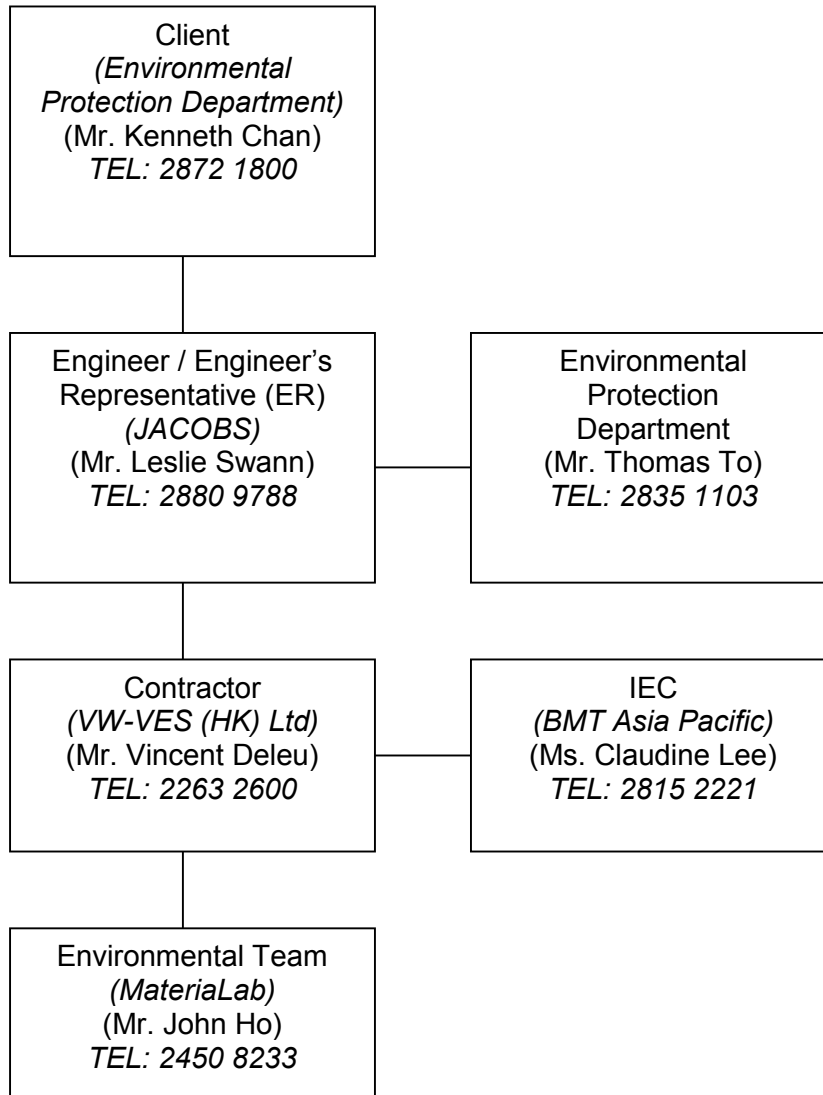 Client
(Environmental
Protection Department)
(Mr. Kenneth Chan)
TEL: 2872 1800
Engineer / Engineer’s
Representative (ER)
(JACOBS)
(Mr. Leslie Swann)
TEL: 2880 9788
Environmental
Protection
Department
(Mr. Thomas To)
TEL: 2835 1103
Contractor
(VW-VES (HK) Ltd)
(Mr. Vincent Deleu)
TEL: 2263 2600
IEC
(BMT Asia Pacific)
(Ms. Claudine Lee)
TEL: 2815 2221
Environmental Team
(MateriaLab)
(Mr. John Ho)
TEL: 2450 8233